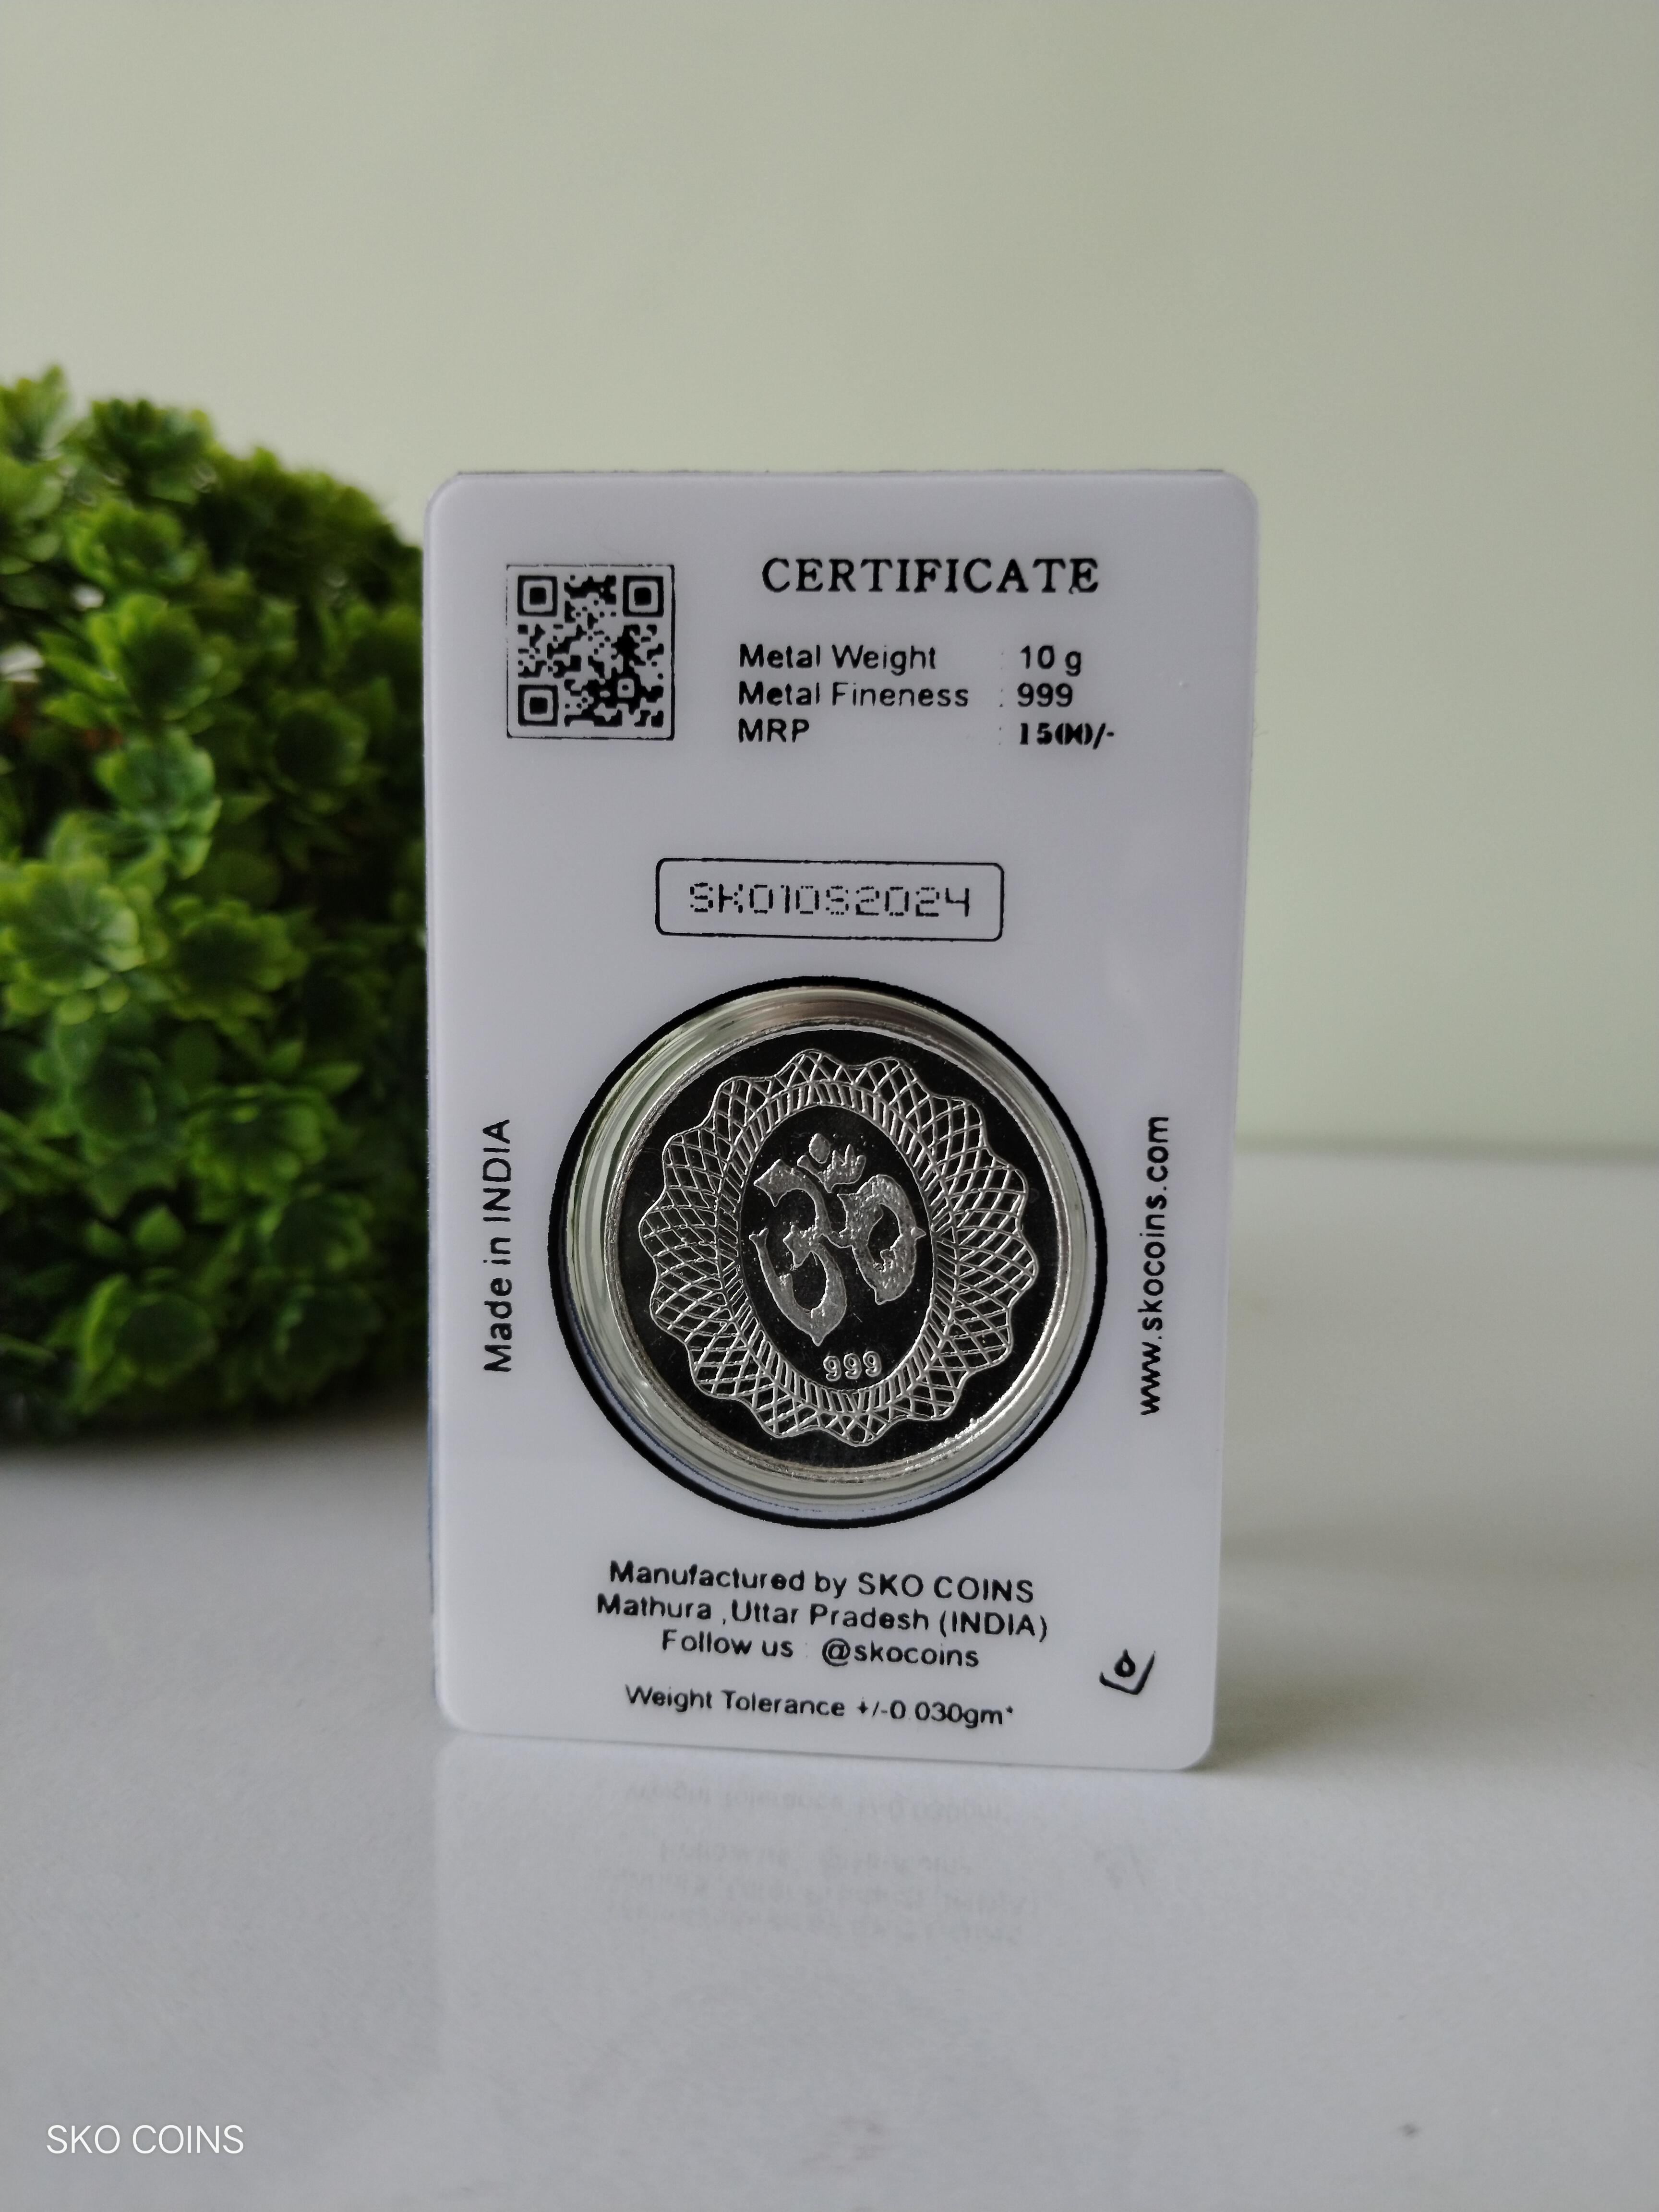 CERTIFICATE
Metal Weight : 10 g
Metal Fineness : 999
MRP : 1500/-
SK010S2024
ॐ
999
Made in INDIA
www.skocoins.com
Manufactured by SKO COINS
Mathura ,Uttar Pradesh (INDIA)
Follow us : @skocoins
Weight Tolerance +/-0.030gm*
SKO COINS